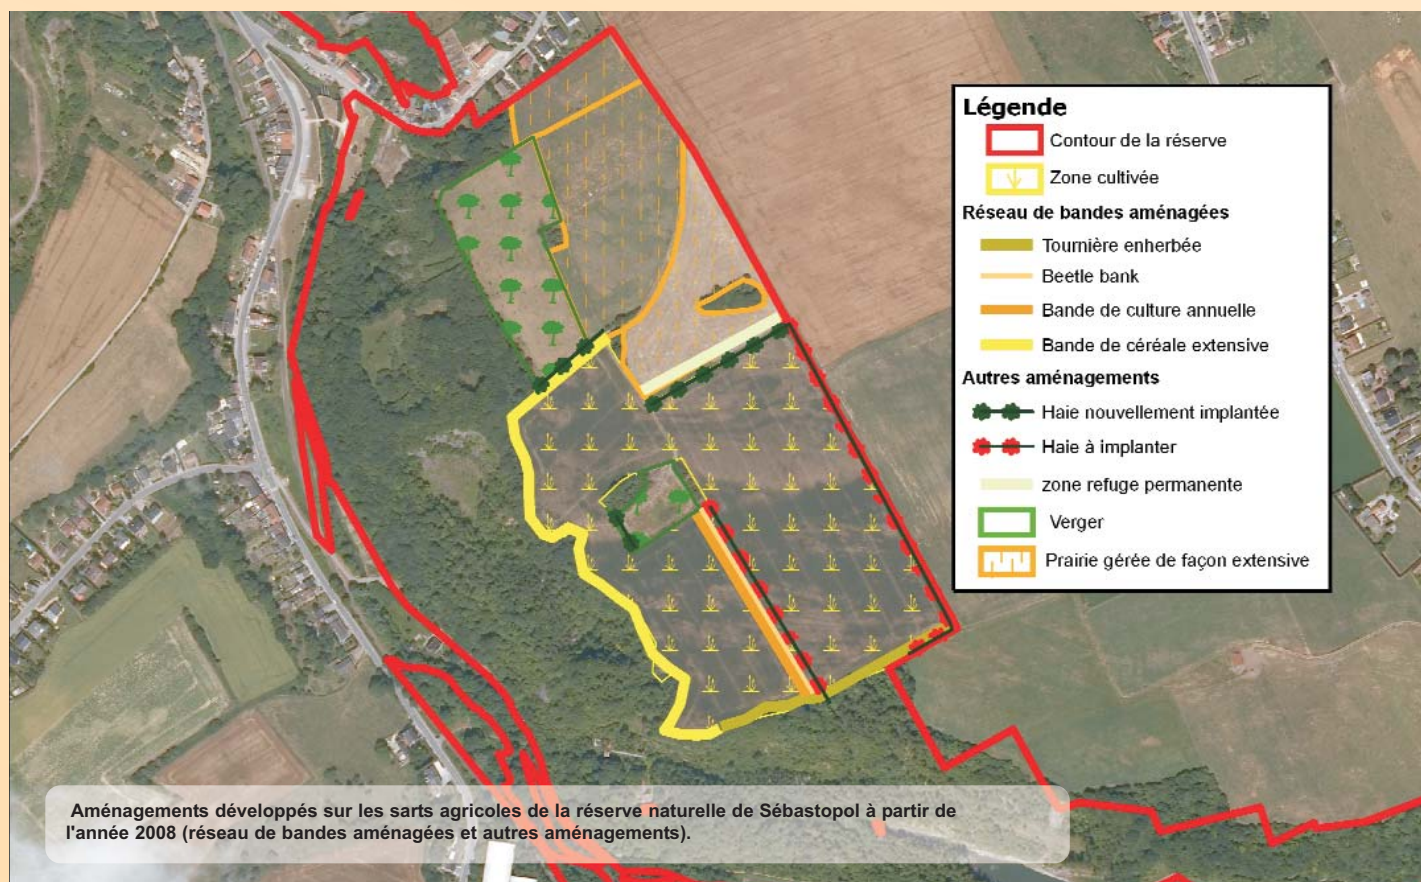 Légende
Contour de la réserve
Zone cultivée
Réseau de bandes aménagées
Tournière enherbée
Beetle bank
Bande de culture annuelle
Bande de céréale extensive
Autres aménagements
Haie nouvellement implantée
Haie à implanter
zone refuge permanente
Verger
Prairie gérée de façon extensive
Aménagements développés sur les sarts agricoles de la réserve naturelle de Sébastopol à partir de
l'année 2008 (réseau de bandes aménagées et autres aménagements).